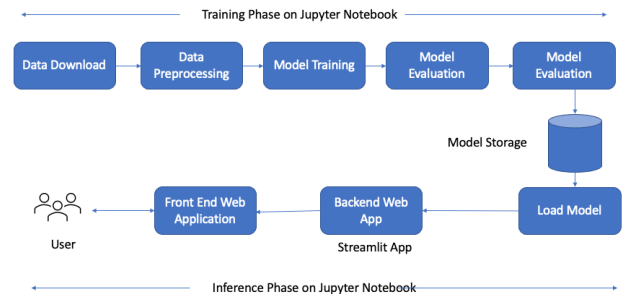 Training Phase on Jupyter Notebook
Data Download
Data
Preprocessing
Model Training
Model
Evaluation
Model
Evaluation
Model Storage
Load Model
Backend Web
App
Streamlit App
Front End Web
Application
User
Inference Phase on Jupyter Notebook